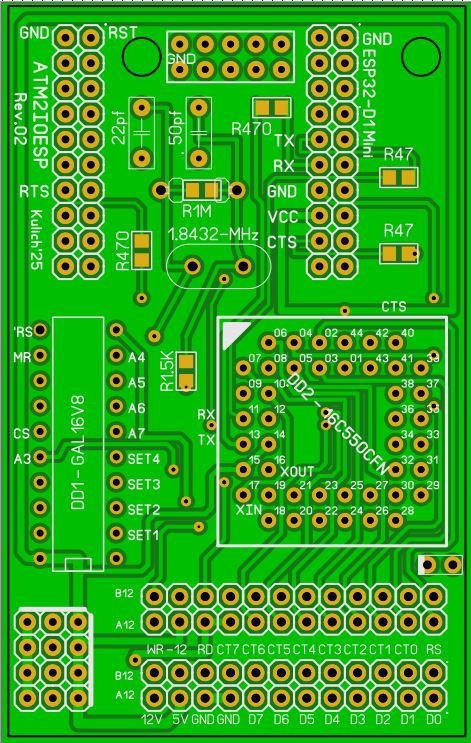 GND
RST
GND
GND
ATM2IOESP
Rev.02
ESP32-D1Mini
22pf
50pf
R470
TX
RX
R47
RTS
GND
R1M
Kulich'25
VCC
R470
1.8432-MHz
CTS
R47
CTS
'RS
MR
A4
A5
A6
CS
A7
A3
SET4
SET3
SET2
SET1
DD1-GAL16V8
R1.5K
RX
TX
06 04 02 44 42 40
07 08 05 03 01 43 41 39
09 10 38 37
11 12 36 35
13 14 34 33
15 16 32 31
17 19 21 23 25 27 30 29
18 20 22 24 26 28
DD2-16C550CFN
XOUT
XIN
B12
A12
WR -12 RD CT7 CT6 CT5 CT4 CT3 CT2 CT1 CT0 RS
B12
A12
12V 5V GND GND D7 D6 D5 D4 D3 D2 D1 D0